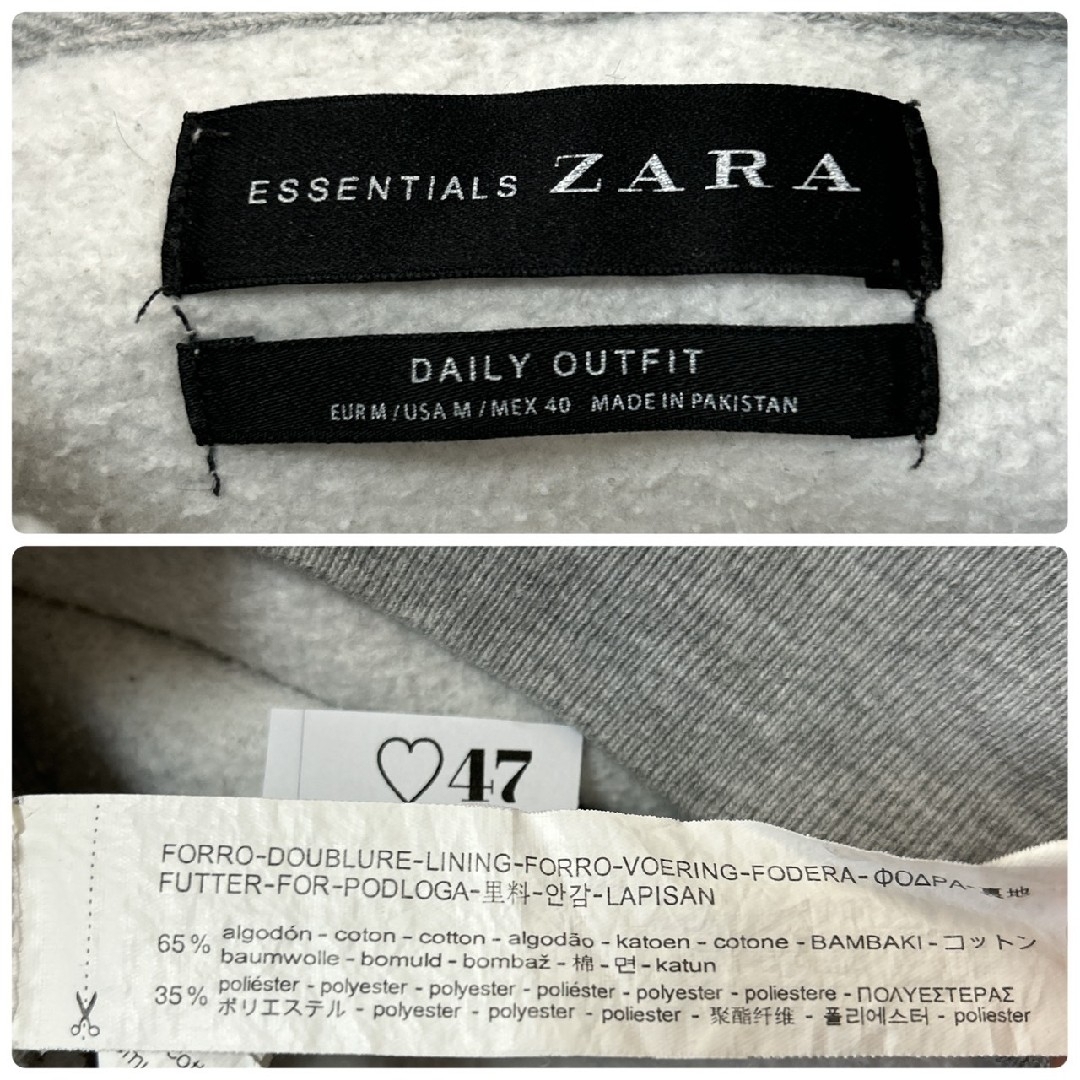 ESSENTIALS ZARA
DAILY OUTFIT
EUR M / USA M / MEX 40 MADE IN PAKISTAN
♡47
FORRO-DOUBLURE-LINING-FORRO-VOERING-FODERA-ΦΟΔΡΑ-裏地
FUTTER-FOR-PODLOGA-里料-안감-LAPISAN
65% algodón - coton - cotton - algodão - katoen - cotone - BAMBAKI - コットン
baumwolle - bomuld - bombaž - 棉 - 면 - katun
35% poliéster - polyester - polyester - poliéster - polyester - poliestere - ΠΟΛΥΕΣΤΕΡΑΣ
ポリエステル - polyester - polyester - poliester - 聚酯纤维 - 폴리에스터 - poliester